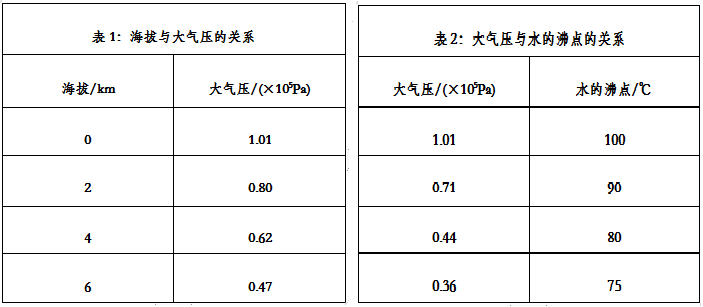 表1：海拔与大气压的关系
海拔/km 大气压/(×10⁵Pa)
0 1.01
2 0.80
4 0.62
6 0.47
表2：大气压与水的沸点的关系
大气压/(×10⁵Pa) 水的沸点/℃
1.01 100
0.71 90
0.44 80
0.36 75